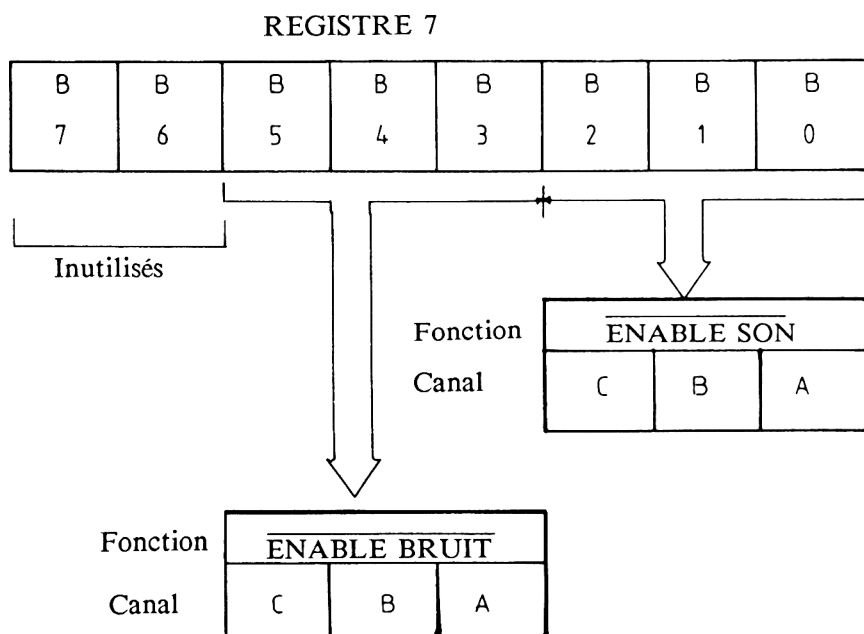 REGISTRE 7
B B B B B B B B
7 6 5 4 3 2 1 0
Inutilisés
Fonction ENABLE SON
Canal C B A
Fonction ENABLE BRUIT
Canal C B A